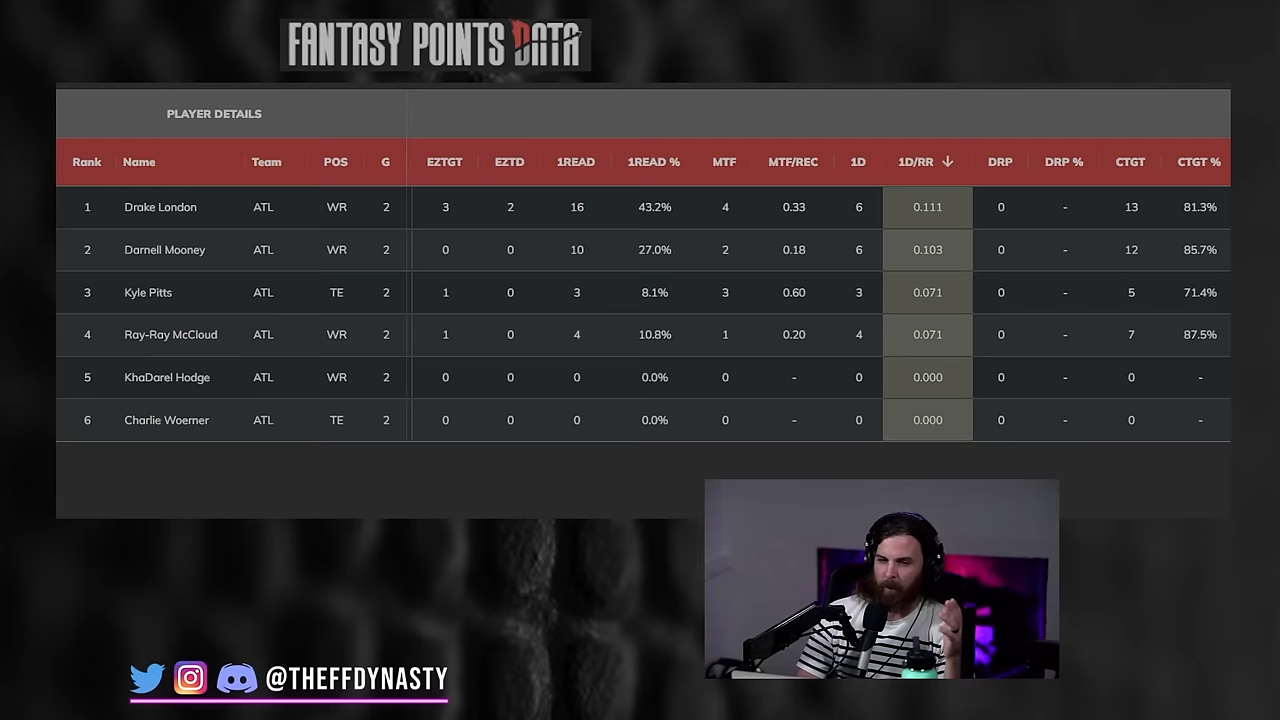 FANTASY POINTS DATA
PLAYER DETAILS
Rank Name Team POS G EZTGT EZTD 1READ 1READ % MTF MTF/REC 1D 1D/RR ↓ DRP DRP % CTGT CTGT %
1 Drake London ATL WR 2 3 2 16 43.2% 4 0.33 6 0.111 0 - 13 81.3%
2 Darnell Mooney ATL WR 2 0 0 10 27.0% 2 0.18 6 0.103 0 - 12 85.7%
3 Kyle Pitts ATL TE 2 1 0 3 8.1% 3 0.60 3 0.071 0 - 5 71.4%
4 Ray-Ray McCloud ATL WR 2 1 0 4 10.8% 1 0.20 4 0.071 0 - 7 87.5%
5 KhaDarel Hodge ATL WR 2 0 0 0 0.0% 0 - 0 0.000 0 - 0 -
6 Charlie Woerner ATL TE 2 0 0 0 0.0% 0 - 0 0.000 0 - 0 -
@THEFFDYNASTY